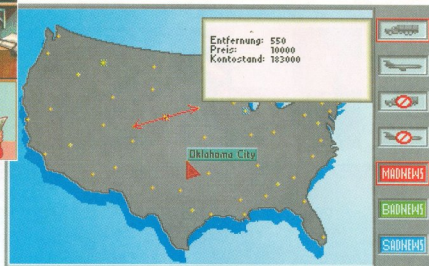 Entfernung: 550
Preis: 10000
Kontostand: 183000
Oklahoma City
MADNEWS
BADNEWS
SADNEWS